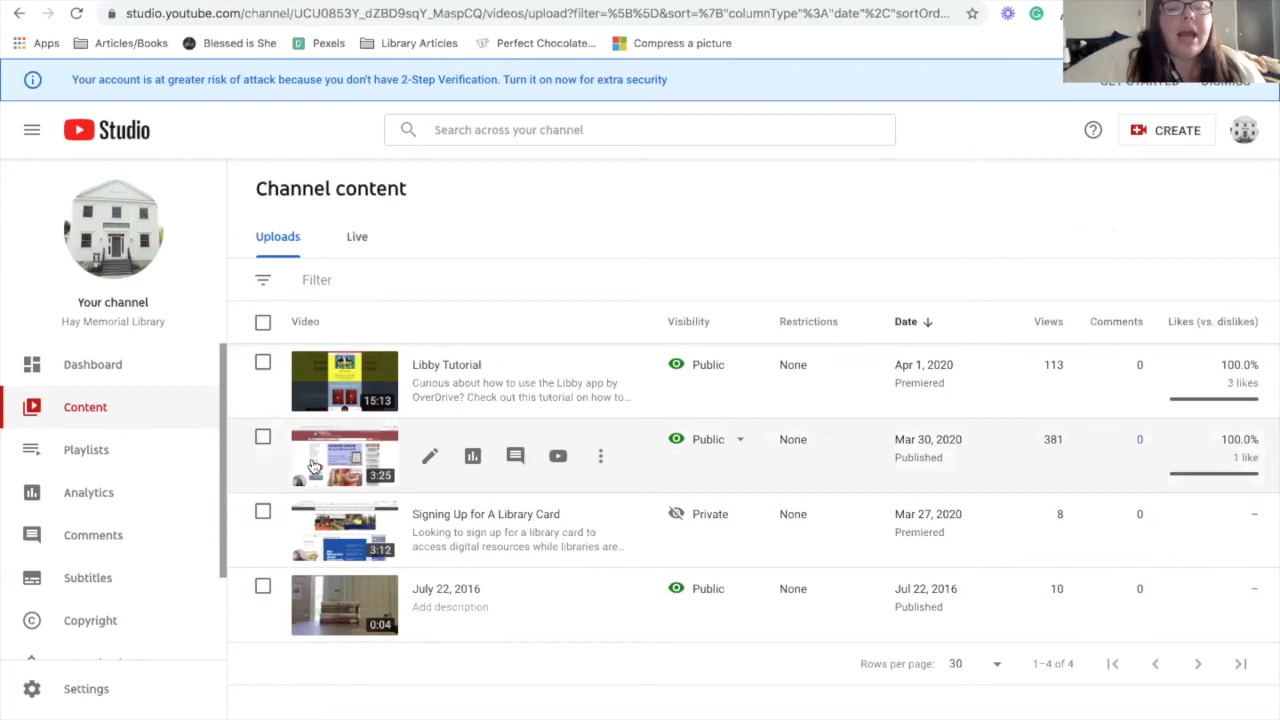 studio.youtube.com/channel/UCU0853Y_dZBD9sqY_MaspCQ/videos/upload?filter=%5B%5D&sort=%7B"columnType"%3A"date"%2C"sortOrd...
Apps Articles/Books Blessed is She Pexels Library Articles Perfect Chocolate... Compress a picture
Your account is at greater risk of attack because you don't have 2-Step Verification. Turn it on now for extra security
GET STARTED DISMISS
Studio
Search across your channel
CREATE
Your channel
Hay Memorial Library
Dashboard
Content
Playlists
Analytics
Comments
Subtitles
Copyright
Settings
Channel content
Uploads Live
Filter
Video Visibility Restrictions Date Views Comments Likes (vs. dislikes)
Libby Tutorial Public None Apr 1, 2020 113 0 100.0%
Curious about how to use the Libby app by Premiered 3 likes
OverDrive? Check out this tutorial on how to...
15:13
Public None Mar 30, 2020 381 0 100.0%
Published 1 like
3:25
Signing Up for A Library Card Private None Mar 27, 2020 8 0 –
Looking to sign up for a library card to Premiered
access digital resources while libraries are...
3:12
July 22, 2016 Public None Jul 22, 2016 10 0 –
Add description Published
0:04
Rows per page: 30 1–4 of 4